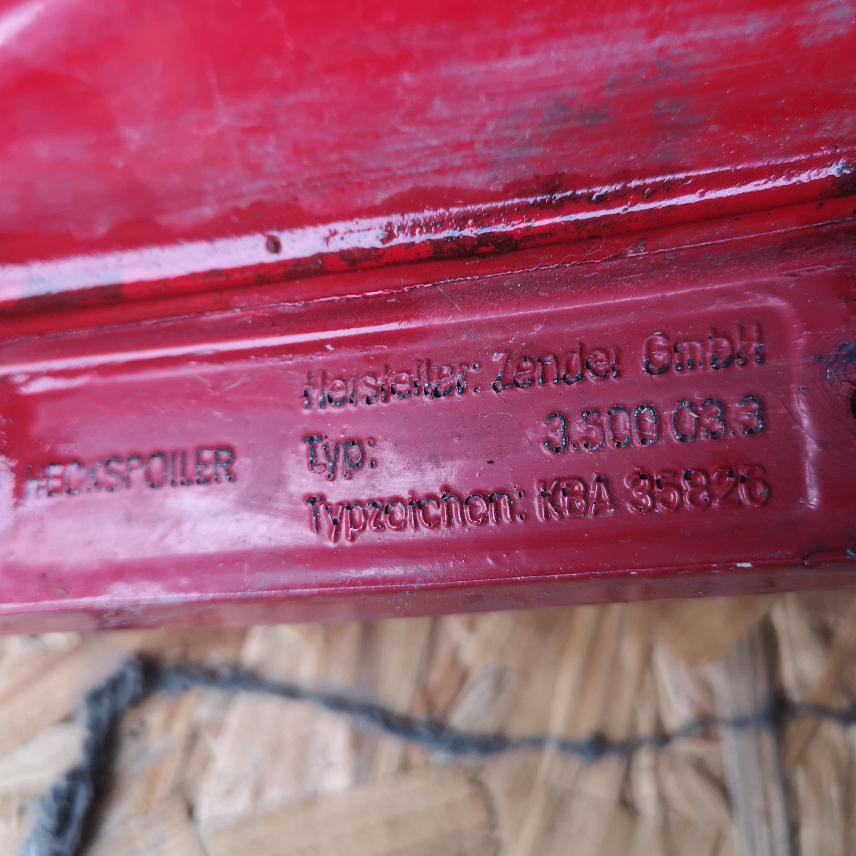 HECKSPOILER
Hersteller: Zender GmbH
Typ: 3.500 03.3
Typzeichen: KBA 35826